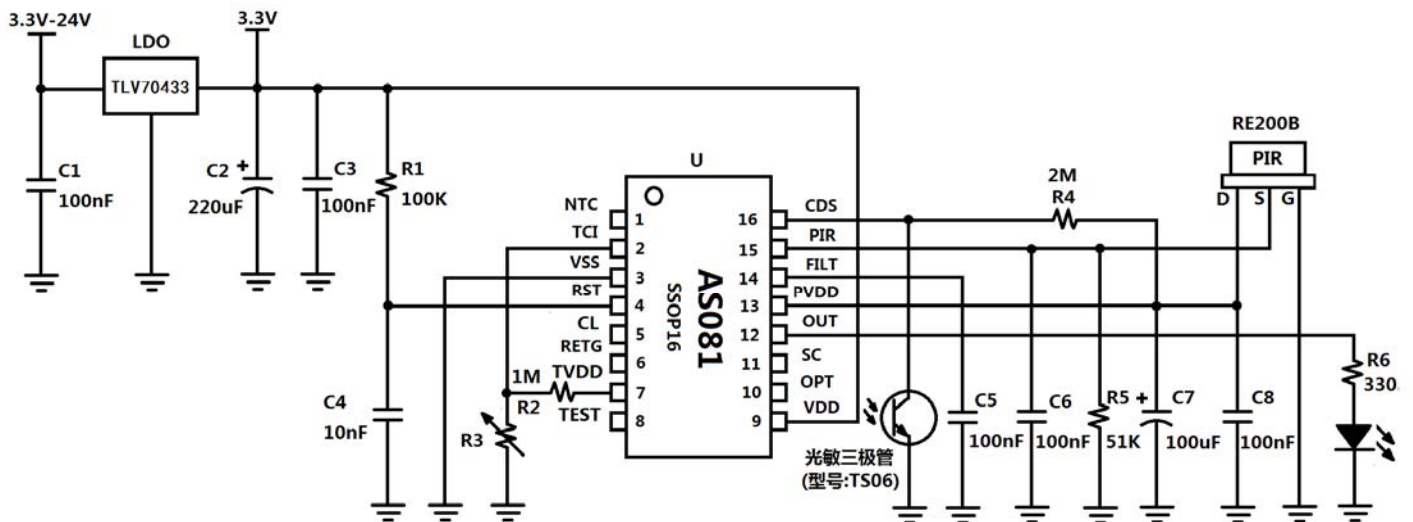 3.3V-24V
3.3V
LDO
TLV70433
C1
100nF
C2
+
220uF
C3
100nF
R1
100K
C4
10nF
U
AS081
SSOP16
NTC
1
TCI
2
VSS
3
RST
4
CL
5
RETG
6
TVDD
7
TEST
8
1M
R2
R3
CDS
16
PIR
15
FILT
14
PVDD
13
OUT
12
SC
11
OPT
10
VDD
9
2M
R4
RE200B
PIR
D S G
光敏三极管
(型号:TS06)
C5
100nF
C6
100nF
R5
51K
+
C7
100uF
C8
100nF
R6
330